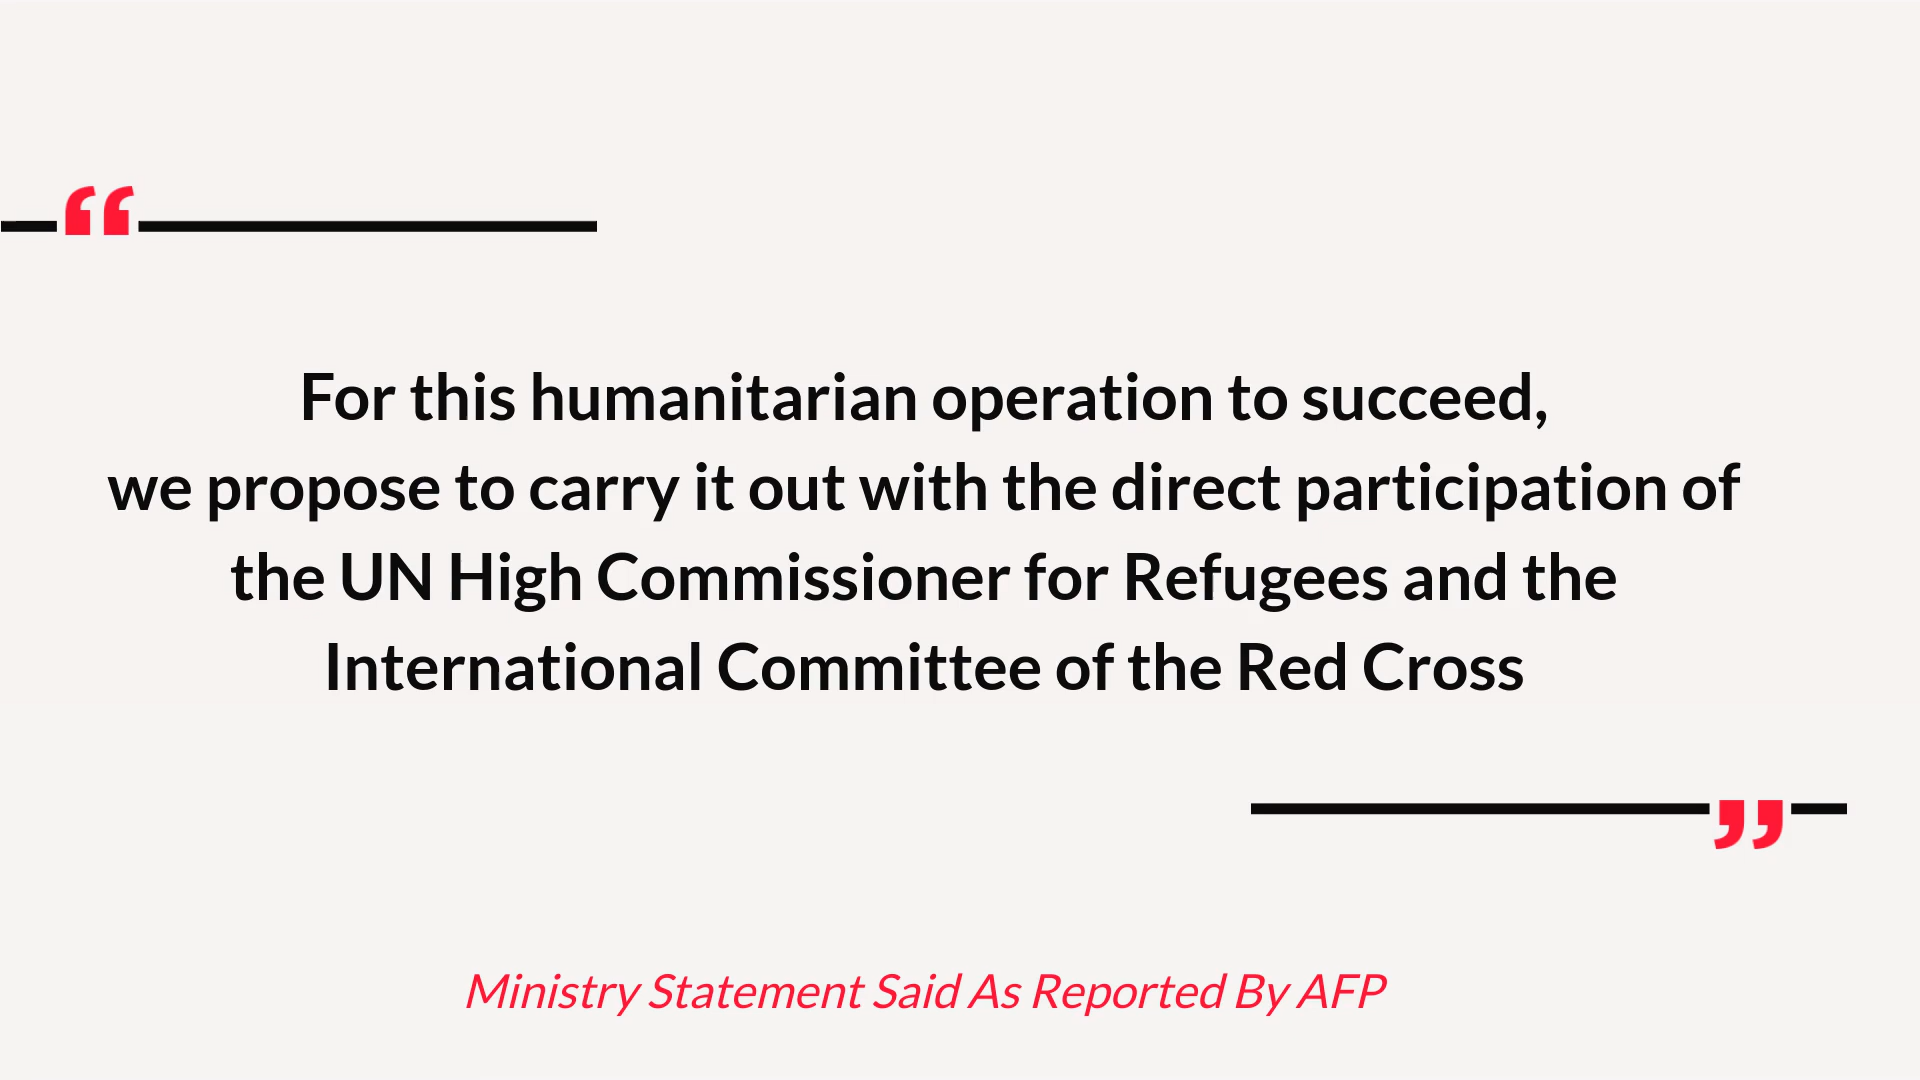 “
For this humanitarian operation to succeed,
we propose to carry it out with the direct participation of
the UN High Commissioner for Refugees and the
International Committee of the Red Cross
”
Ministry Statement Said As Reported By AFP